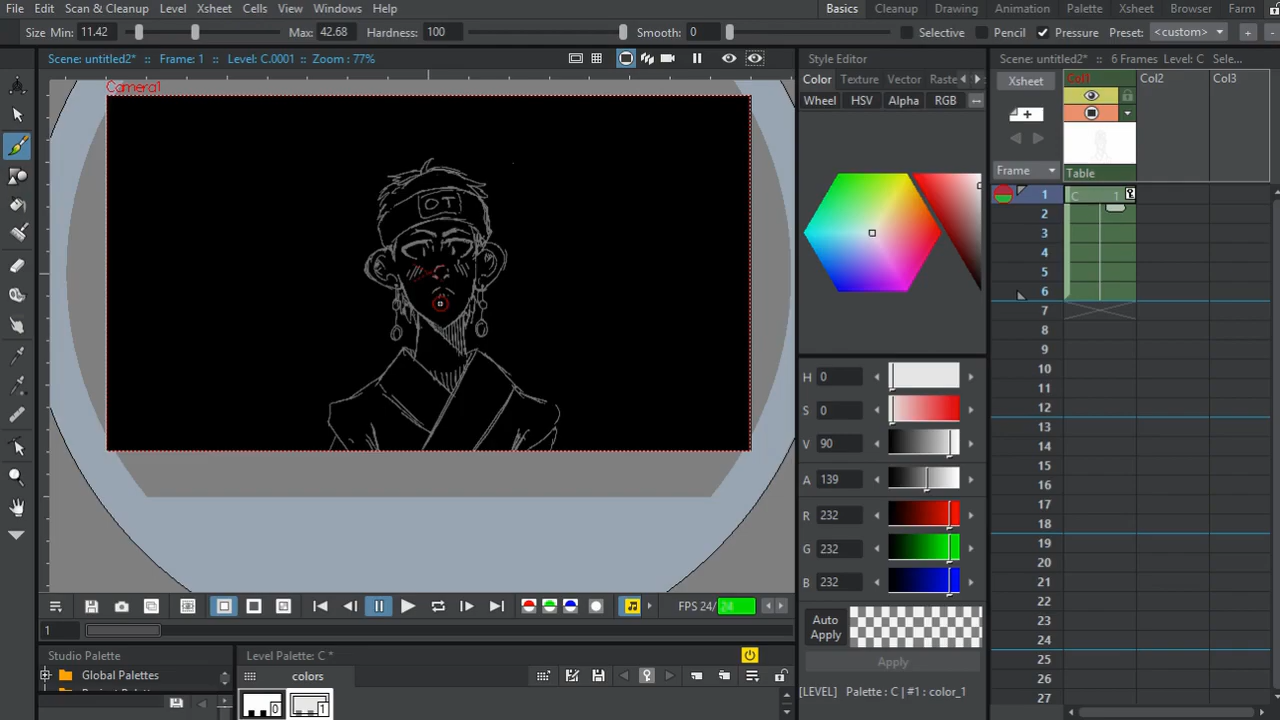 File Edit Scan & Cleanup Level Xsheet Cells View Windows Help Basics Cleanup Drawing Animation Palette Xsheet Browser Farm
Size Min: 11.42 Max: 42.68 Hardness: 100 Smooth: 0 Selective Pencil Pressure Preset: <custom> + -
Scene: untitled2* : Frame: 1 : Level: C.0001 : Zoom : 77%
Style Editor
Scene: untitled2* :: 6 Frames Level: C Sele...
Camera1
OT
Color Texture Vector Raste
Wheel HSV Alpha RGB
Xsheet
Frame
Col1 Col2 Col3
Table
C 1
1
2
3
4
5
6
7
8
9
10
11
12
13
14
15
16
17
18
19
20
21
22
23
24
25
26
27
H 0
S 0
V 90
A 139
R 232
G 232
B 232
Auto Apply
Apply
[LEVEL] Palette : C | #1 : color_1
FPS 24/ 24
1
Studio Palette
Global Palettes
Level Palette: C *
colors
0 1